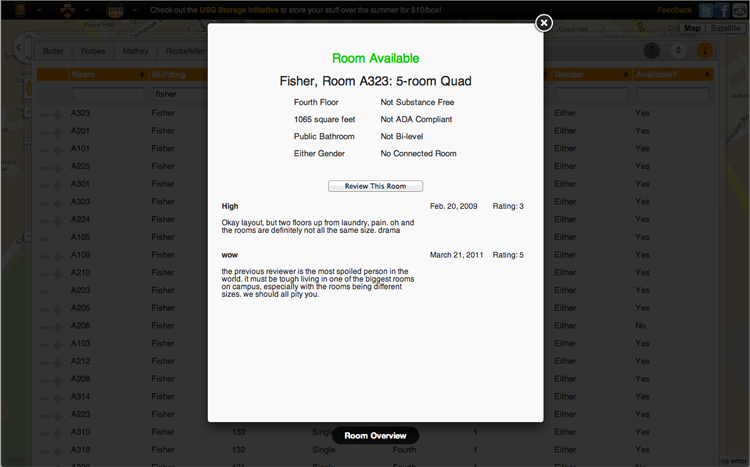 Check out the USG Storage Initiative to store your stuff over the summer for $10/box!
Feedback
USG
Map
Satellite
Butler
Forbes
Mathey
Rockefeller
Room
Building
Gender
Available?
fisher
A323 Fisher Either Yes
A201 Fisher Either Yes
A101 Fisher Either Yes
A225 Fisher Either Yes
A301 Fisher Either Yes
A303 Fisher Either Yes
A224 Fisher Either Yes
A105 Fisher Either Yes
A108 Fisher Either Yes
A210 Fisher Either Yes
A203 Fisher Either Yes
A205 Fisher Either Yes
A206 Fisher Either No
A103 Fisher Either Yes
A212 Fisher Either Yes
A208 Fisher Either Yes
A314 Fisher Either Yes
A223 Fisher Either Yes
A310 Fisher 133 Single Fourth 1 Either Yes
A318 Fisher 132 Single Fourth 1 Either Yes
Room Available
Fisher, Room A323: 5-room Quad
Fourth Floor Not Substance Free
1065 square feet Not ADA Compliant
Public Bathroom Not Bi-level
Either Gender No Connected Room
Review This Room
High Feb. 20, 2009 Rating: 3
Okay layout, but two floors up from laundry, pain. oh and
the rooms are definitely not all the same size. drama
wow March 21, 2011 Rating: 5
the previous reviewer is the most spoiled person in the
world. it must be tough living in one of the biggest rooms
on campus, especially with the rooms being different
sizes. we should all pity you.
Room Overview